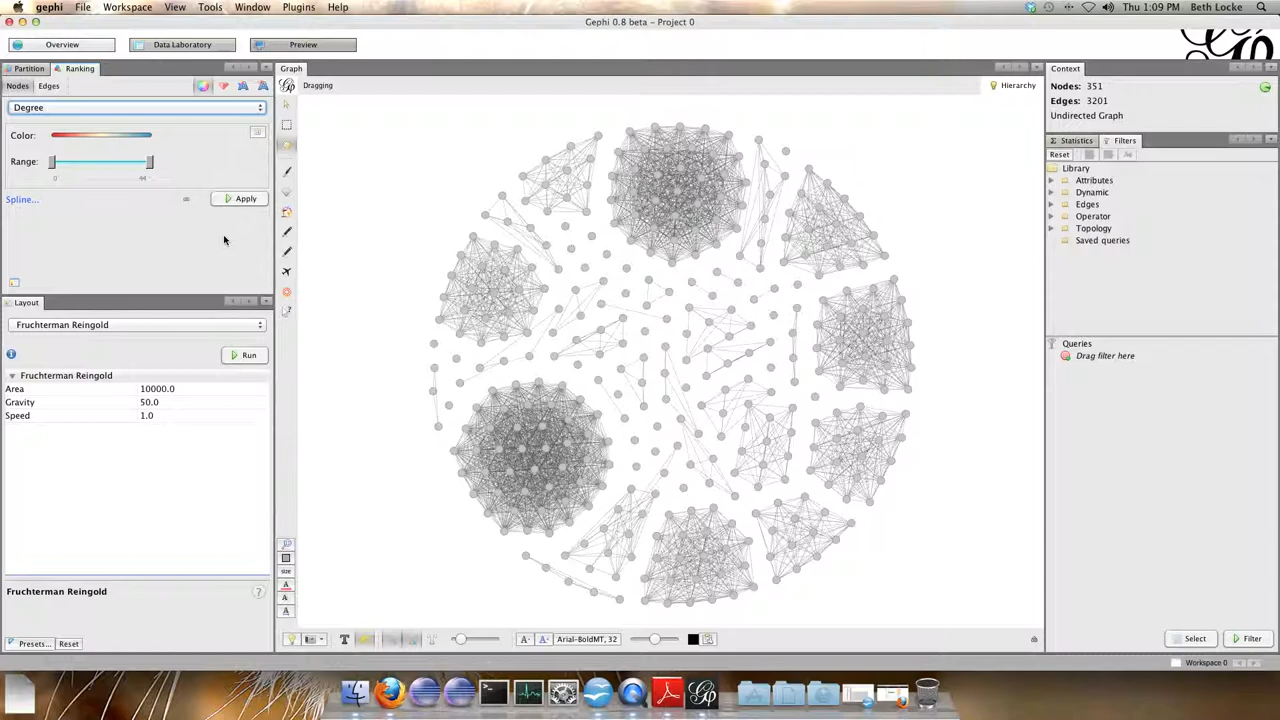 gephi File Workspace View Tools Window Plugins Help
Thu 1:09 PM Beth Locke
Gephi 0.8 beta - Project 0
Overview
Data Laboratory
Preview
Partition
Ranking
Nodes Edges
Degree
Color:
Range:
0 44
Spline...
Apply
Layout
Fruchterman Reingold
Run
Fruchterman Reingold
Area 10000.0
Gravity 50.0
Speed 1.0
Fruchterman Reingold
Presets...
Reset
Graph
Dragging
Hierarchy
size
Arial-BoldMT, 32
Context
Nodes: 351
Edges: 3201
Undirected Graph
Statistics
Filters
Reset
Library
Attributes
Dynamic
Edges
Operator
Topology
Saved queries
Queries
Drag filter here
Select
Filter
Workspace 0